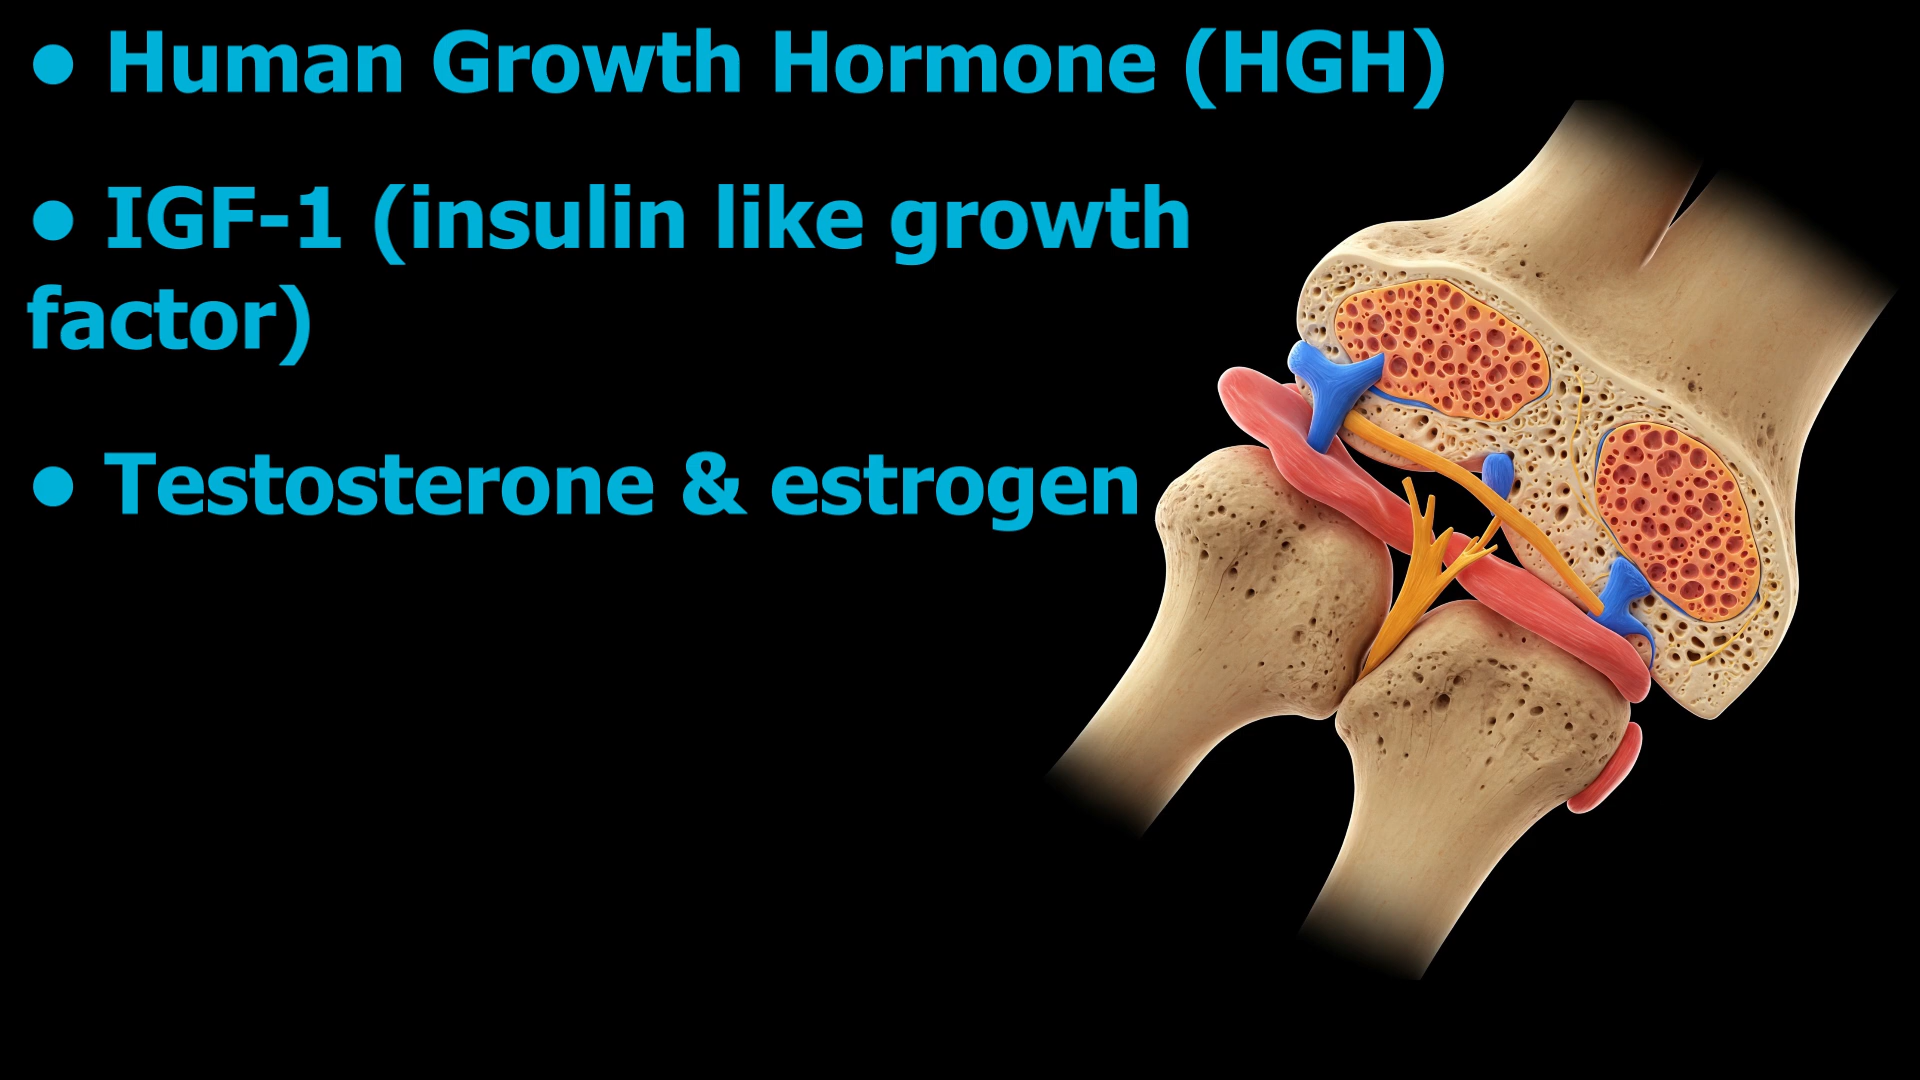 ● Human Growth Hormone (HGH)
● IGF-1 (insulin like growth
factor)
● Testosterone & estrogen